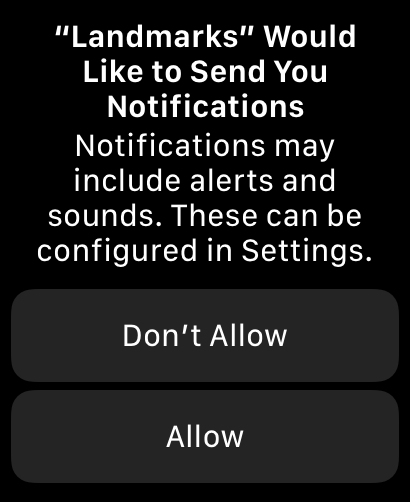 “Landmarks” Would
Like to Send You
Notifications
Notifications may
include alerts and
sounds. These can be
configured in Settings.
Don’t Allow
Allow